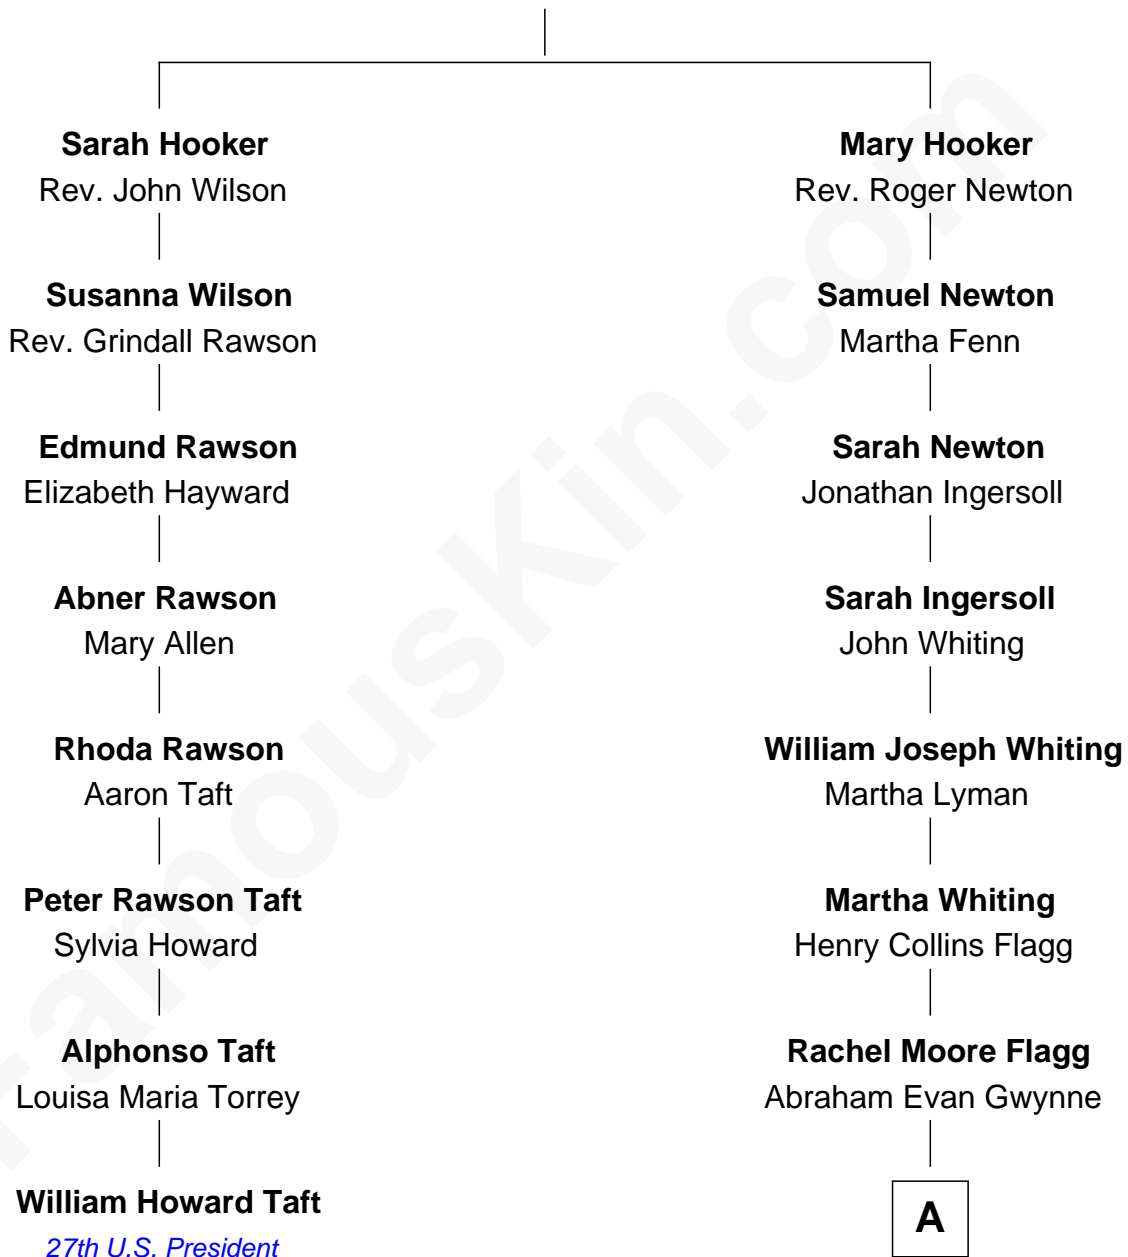 Sarah Hooker
Rev. John Wilson
Susanna Wilson
Rev. Grindall Rawson
Edmund Rawson
Elizabeth Hayward
Abner Rawson
Mary Allen
Rhoda Rawson
Aaron Taft
Peter Rawson Taft
Sylvia Howard
Alphonso Taft
Louisa Maria Torrey
William Howard Taft
27th U.S. President
Mary Hooker
Rev. Roger Newton
Samuel Newton
Martha Fenn
Sarah Newton
Jonathan Ingersoll
Sarah Ingersoll
John Whiting
William Joseph Whiting
Martha Lyman
Martha Whiting
Henry Collins Flagg
Rachel Moore Flagg
Abraham Evan Gwynne
A
FamousKin.com